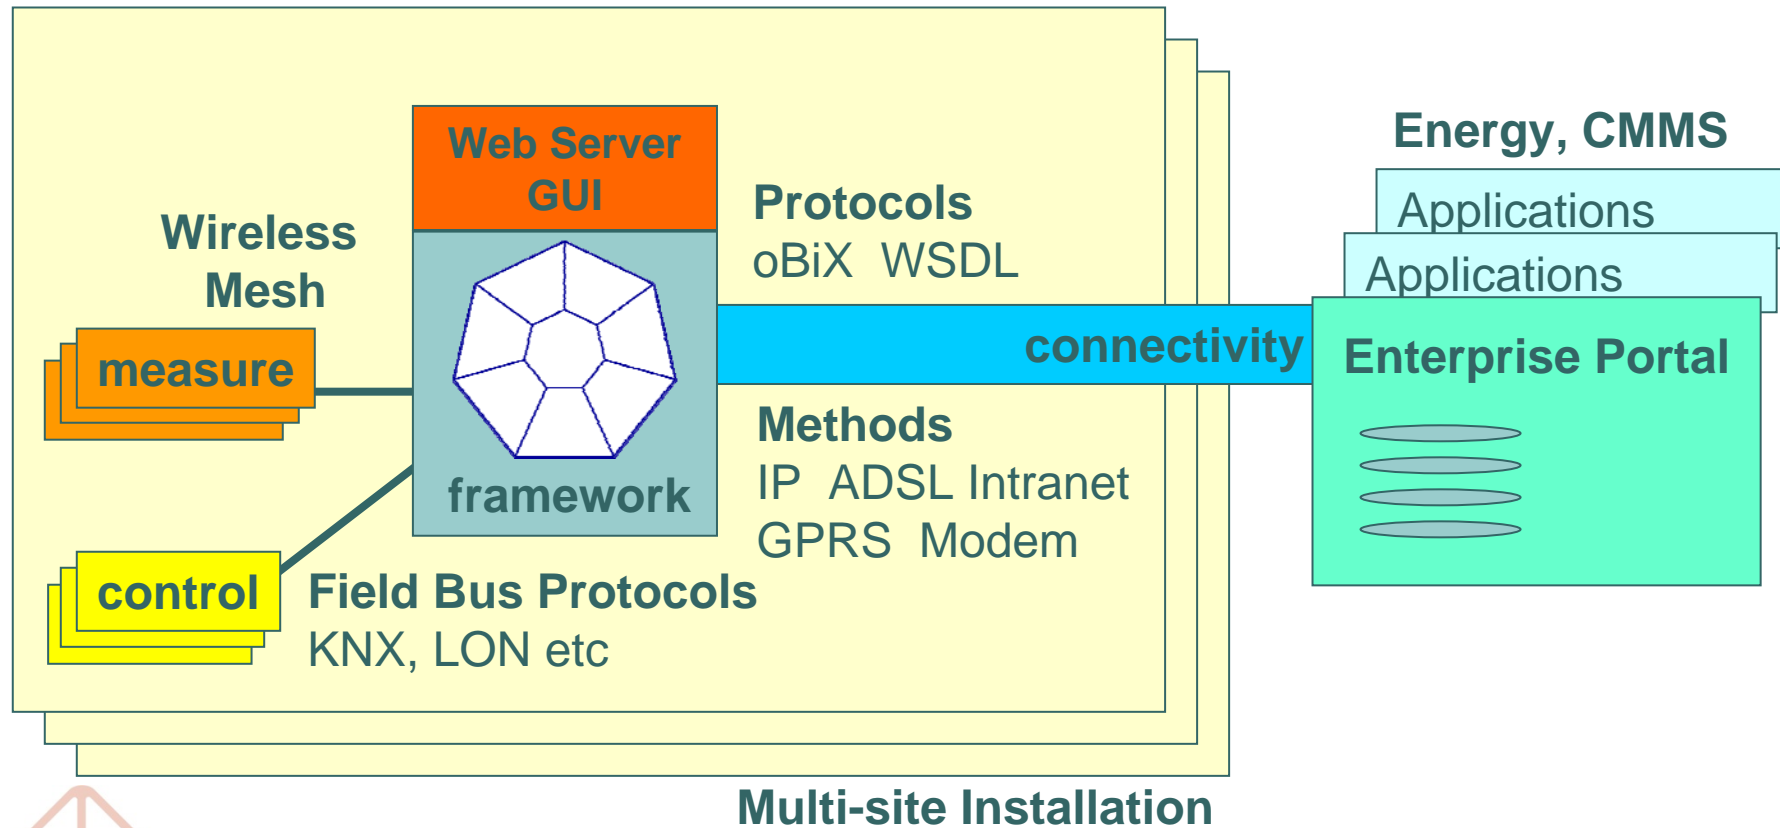 Web Server
GUI
Wireless
Mesh
measure
framework
control
Field Bus Protocols
KNX, LON etc
Protocols
oBiX WSDL
connectivity
Methods
IP ADSL Intranet
GPRS Modem
Energy, CMMS
Applications
Applications
Enterprise Portal
Multi-site Installation